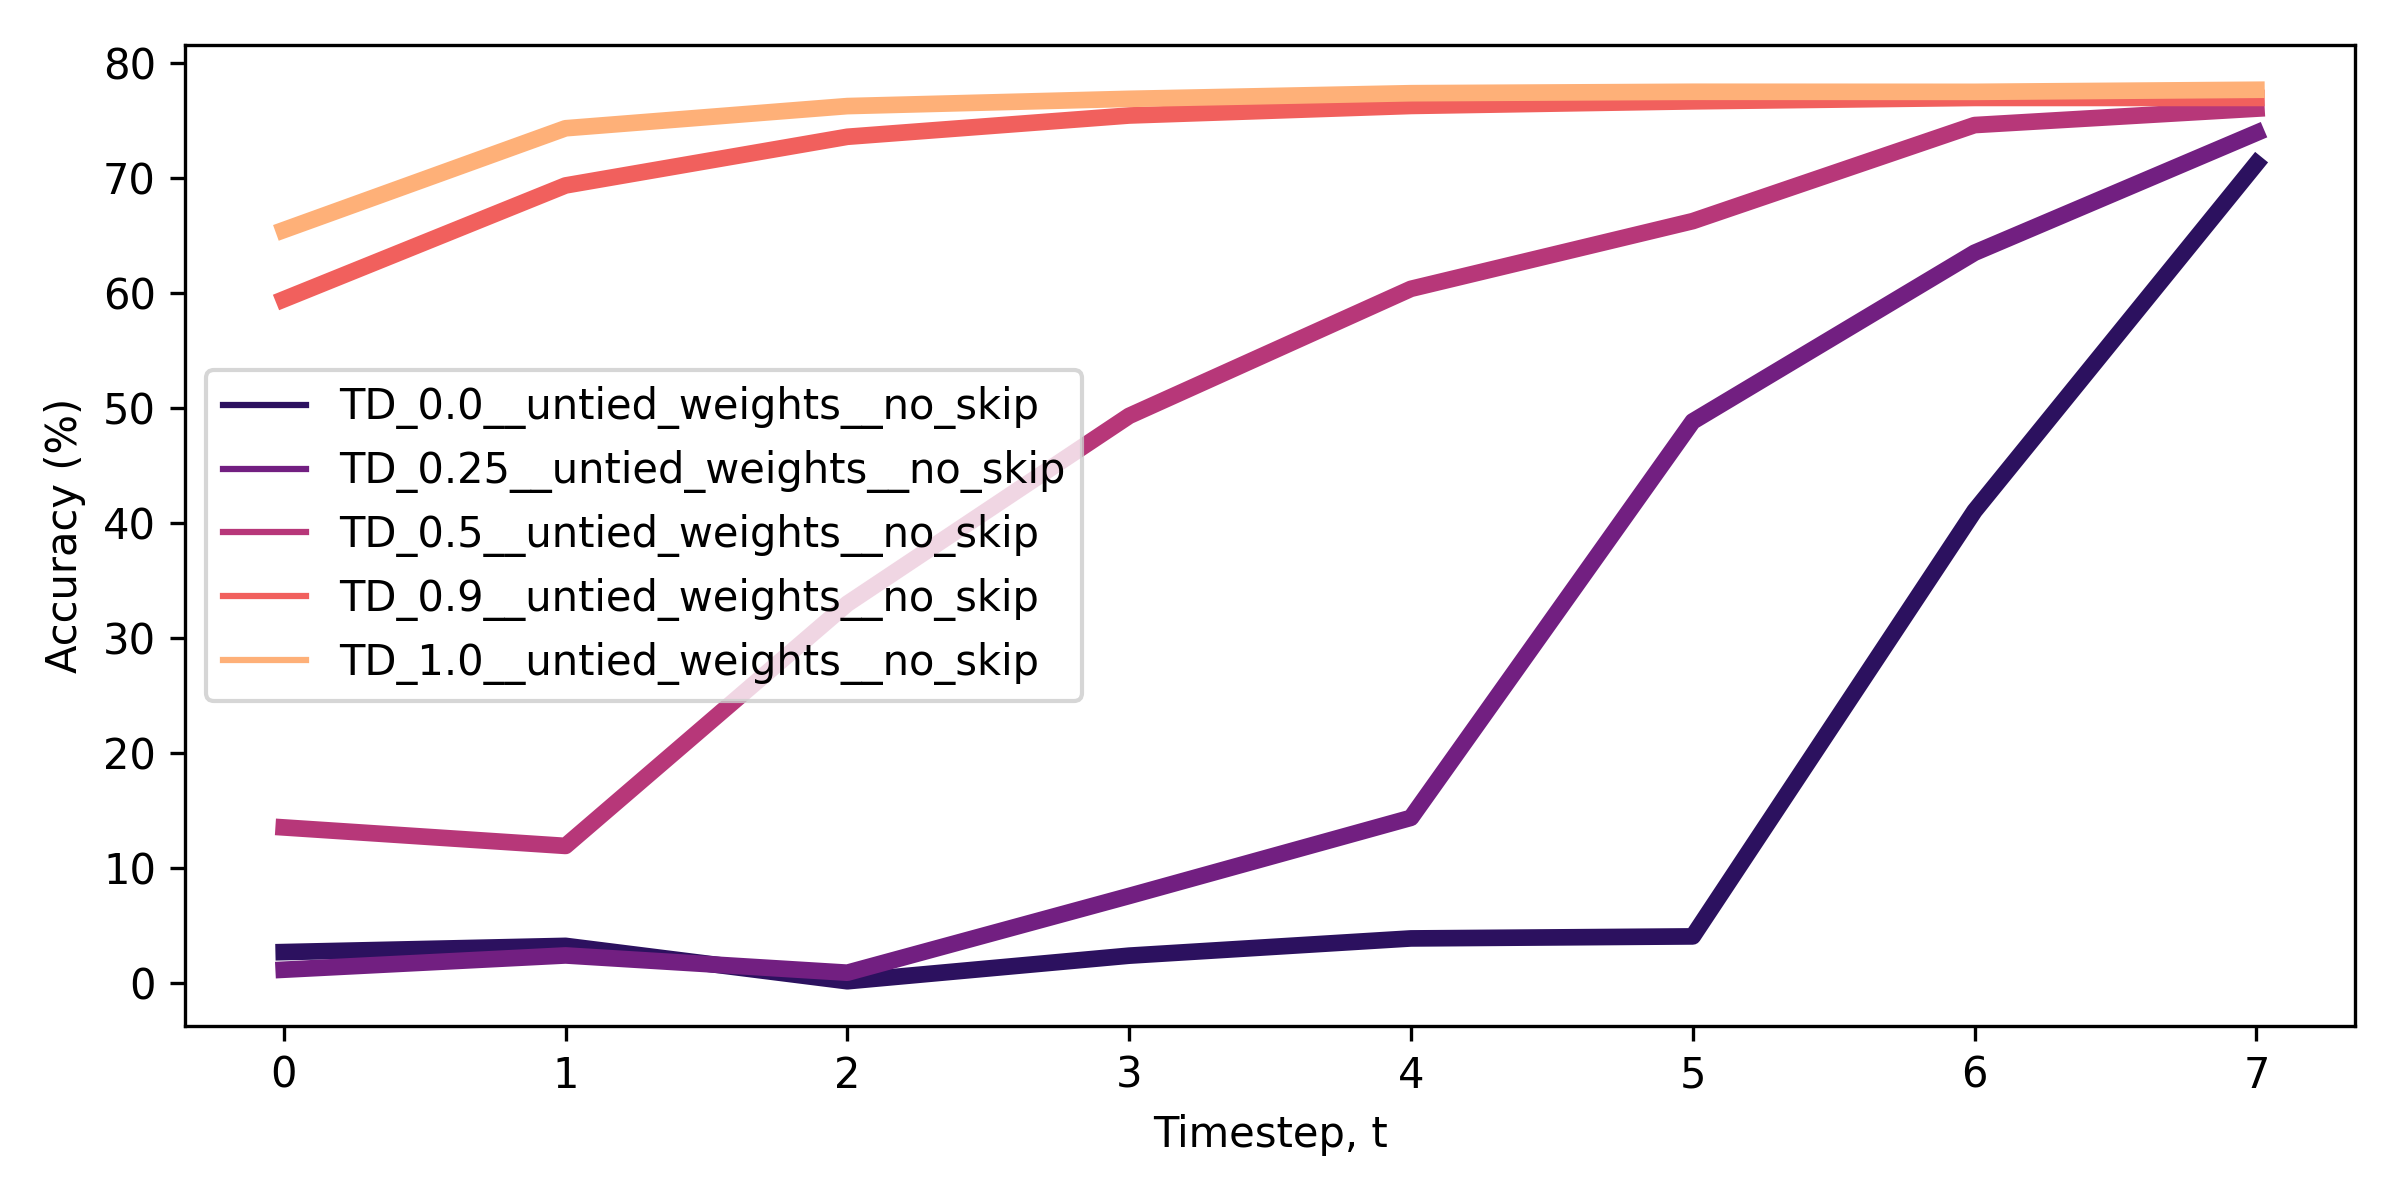 80
70
60
50
40
30
20
10
0
Accuracy (%)
TD_0.0__untied_weights__no_skip
TD_0.25__untied_weights__no_skip
TD_0.5__untied_weights__no_skip
TD_0.9__untied_weights__no_skip
TD_1.0__untied_weights__no_skip
0 1 2 3 4 5 6 7
Timestep, t